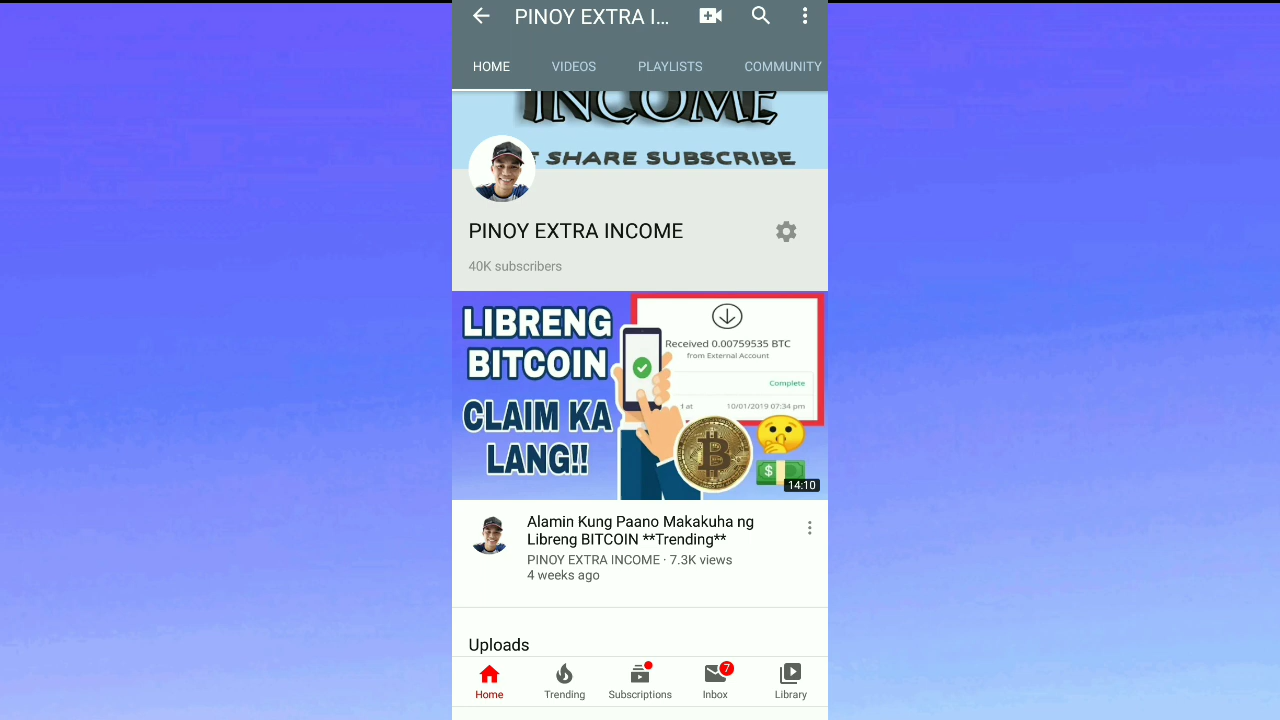 PINOY EXTRA I...
HOME VIDEOS PLAYLISTS COMMUNITY
INCOME
SHARE SUBSCRIBE
PINOY EXTRA INCOME
40K subscribers
LIBRENG
BITCOIN
CLAIM KA
LANG!!
Received 0.00759535 BTC
from External Account
Complete
at 10/01/2019 07:34 pm
14:10
Alamin Kung Paano Makakuha ng
Libreng BITCOIN **Trending**
PINOY EXTRA INCOME · 7.3K views
4 weeks ago
Uploads
7
Home Trending Subscriptions Inbox Library